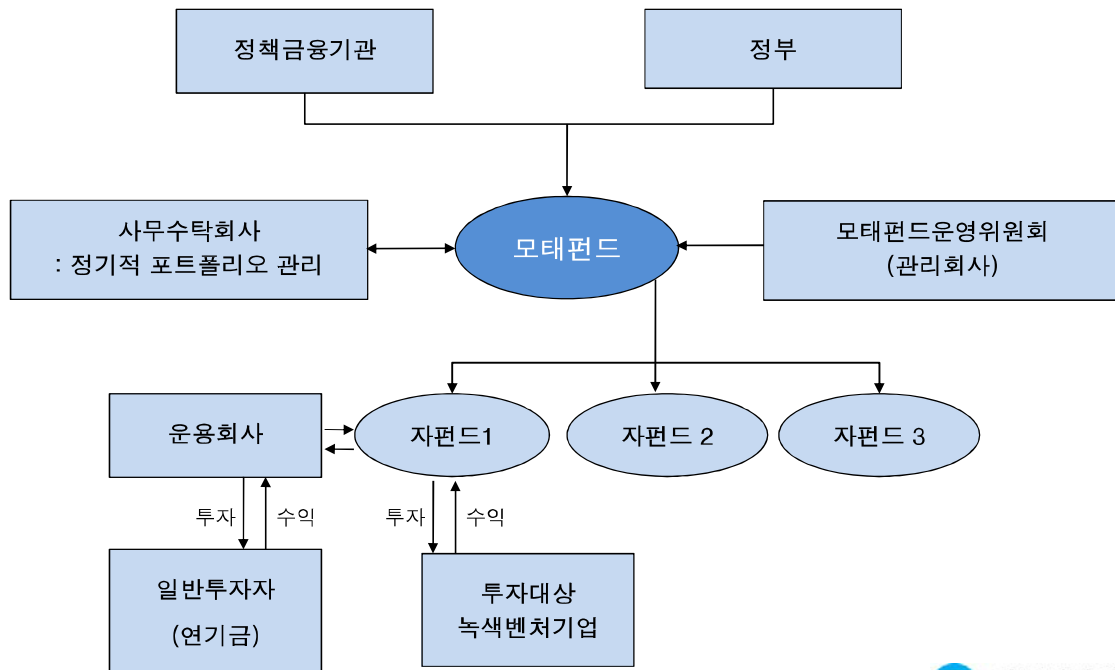 정책금융기관
정부
사무수탁회사
: 정기적 포트폴리오 관리
모태펀드
모태펀드운영위원회
(관리회사)
운용회사
자펀드1
자펀드 2
자펀드 3
투자
수익
투자
수익
일반투자자
(연기금)
투자대상
녹색벤처기업